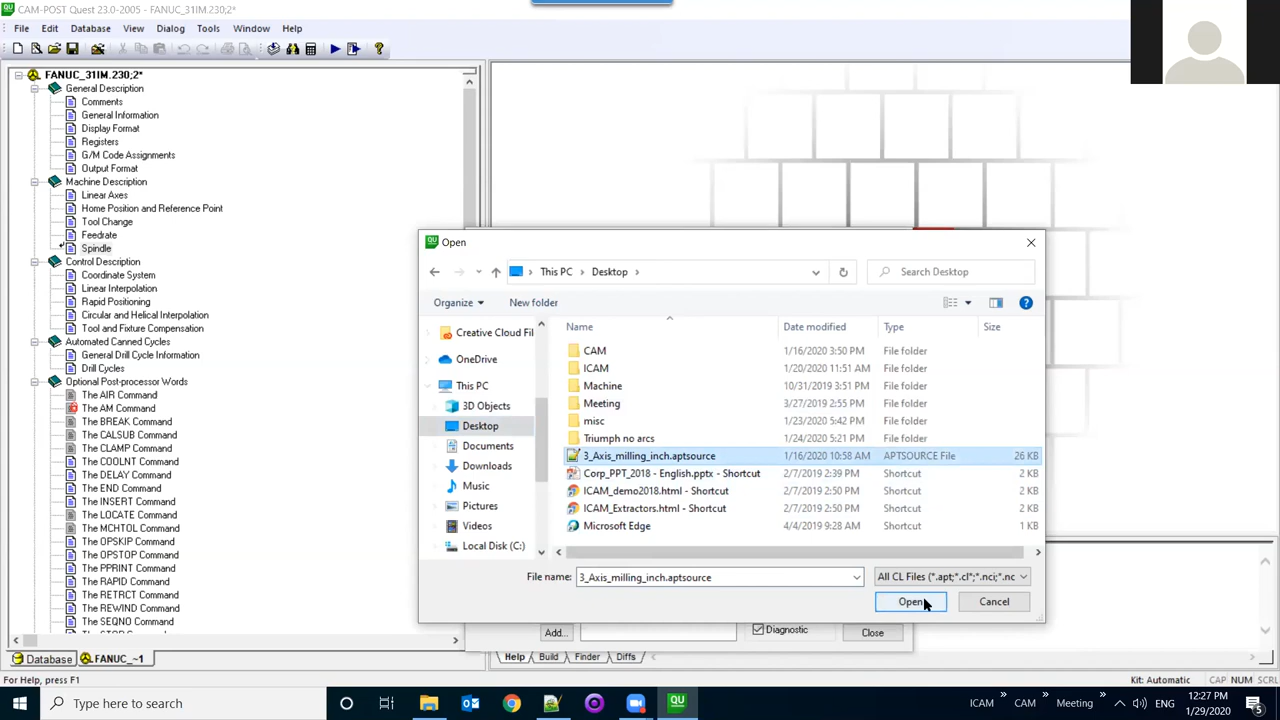 CAM-POST Quest 23.0-2005 - FANUC_31IM.230;2*
File Edit Database View Dialog Tools Window Help
FANUC_31IM.230;2*
General Description
Comments
General Information
Display Format
Registers
G/M Code Assignments
Output Format
Machine Description
Linear Axes
Home Position and Reference Point
Tool Change
Feedrate
Spindle
Control Description
Coordinate System
Linear Interpolation
Rapid Positioning
Circular and Helical Interpolation
Tool and Fixture Compensation
Automated Canned Cycles
General Drill Cycle Information
Drill Cycles
Optional Post-processor Words
The AIR Command
The AM Command
The BREAK Command
The CALSUB Command
The CLAMP Command
The COOLNT Command
The DELAY Command
The END Command
The INSERT Command
The LOCATE Command
The MCHTOL Command
The OPSKIP Command
The OPSTOP Command
The PPRINT Command
The RAPID Command
The RETRCT Command
The REWIND Command
The SEQNO Command
Database FANUC_~1
For Help, press F1
QU Open
This PC Desktop
Search Desktop
Organize New folder
Creative Cloud Fil
OneDrive
This PC
3D Objects
Desktop
Documents
Downloads
Music
Pictures
Videos
Local Disk (C:)
Name Date modified Type Size
CAM 1/16/2020 3:50 PM File folder
ICAM 1/20/2020 11:51 AM File folder
Machine 10/31/2019 3:51 PM File folder
Meeting 3/27/2019 2:55 PM File folder
misc 1/23/2020 5:42 PM File folder
Triumph no arcs 1/24/2020 5:21 PM File folder
3_Axis_milling_inch.aptsource 1/16/2020 10:58 AM APTSOURCE File 26 KB
Corp_PPT_2018 - English.pptx - Shortcut 2/7/2019 2:39 PM Shortcut 2 KB
ICAM_demo2018.html - Shortcut 2/7/2019 2:50 PM Shortcut 2 KB
ICAM_Extractors.html - Shortcut 2/7/2019 2:50 PM Shortcut 2 KB
Microsoft Edge 4/4/2019 9:28 AM Shortcut 1 KB
File name: 3_Axis_milling_inch.aptsource All CL Files (*.apt;*.cl*;*.nci;*.nc
Open Cancel
Add... Diagnostic Close
Help Build Finder Diffs
Kit: Automatic CAP NUM SCRL
Type here to search
QU
ICAM » CAM » Meeting » ENG
12:27 PM
1/29/2020
5